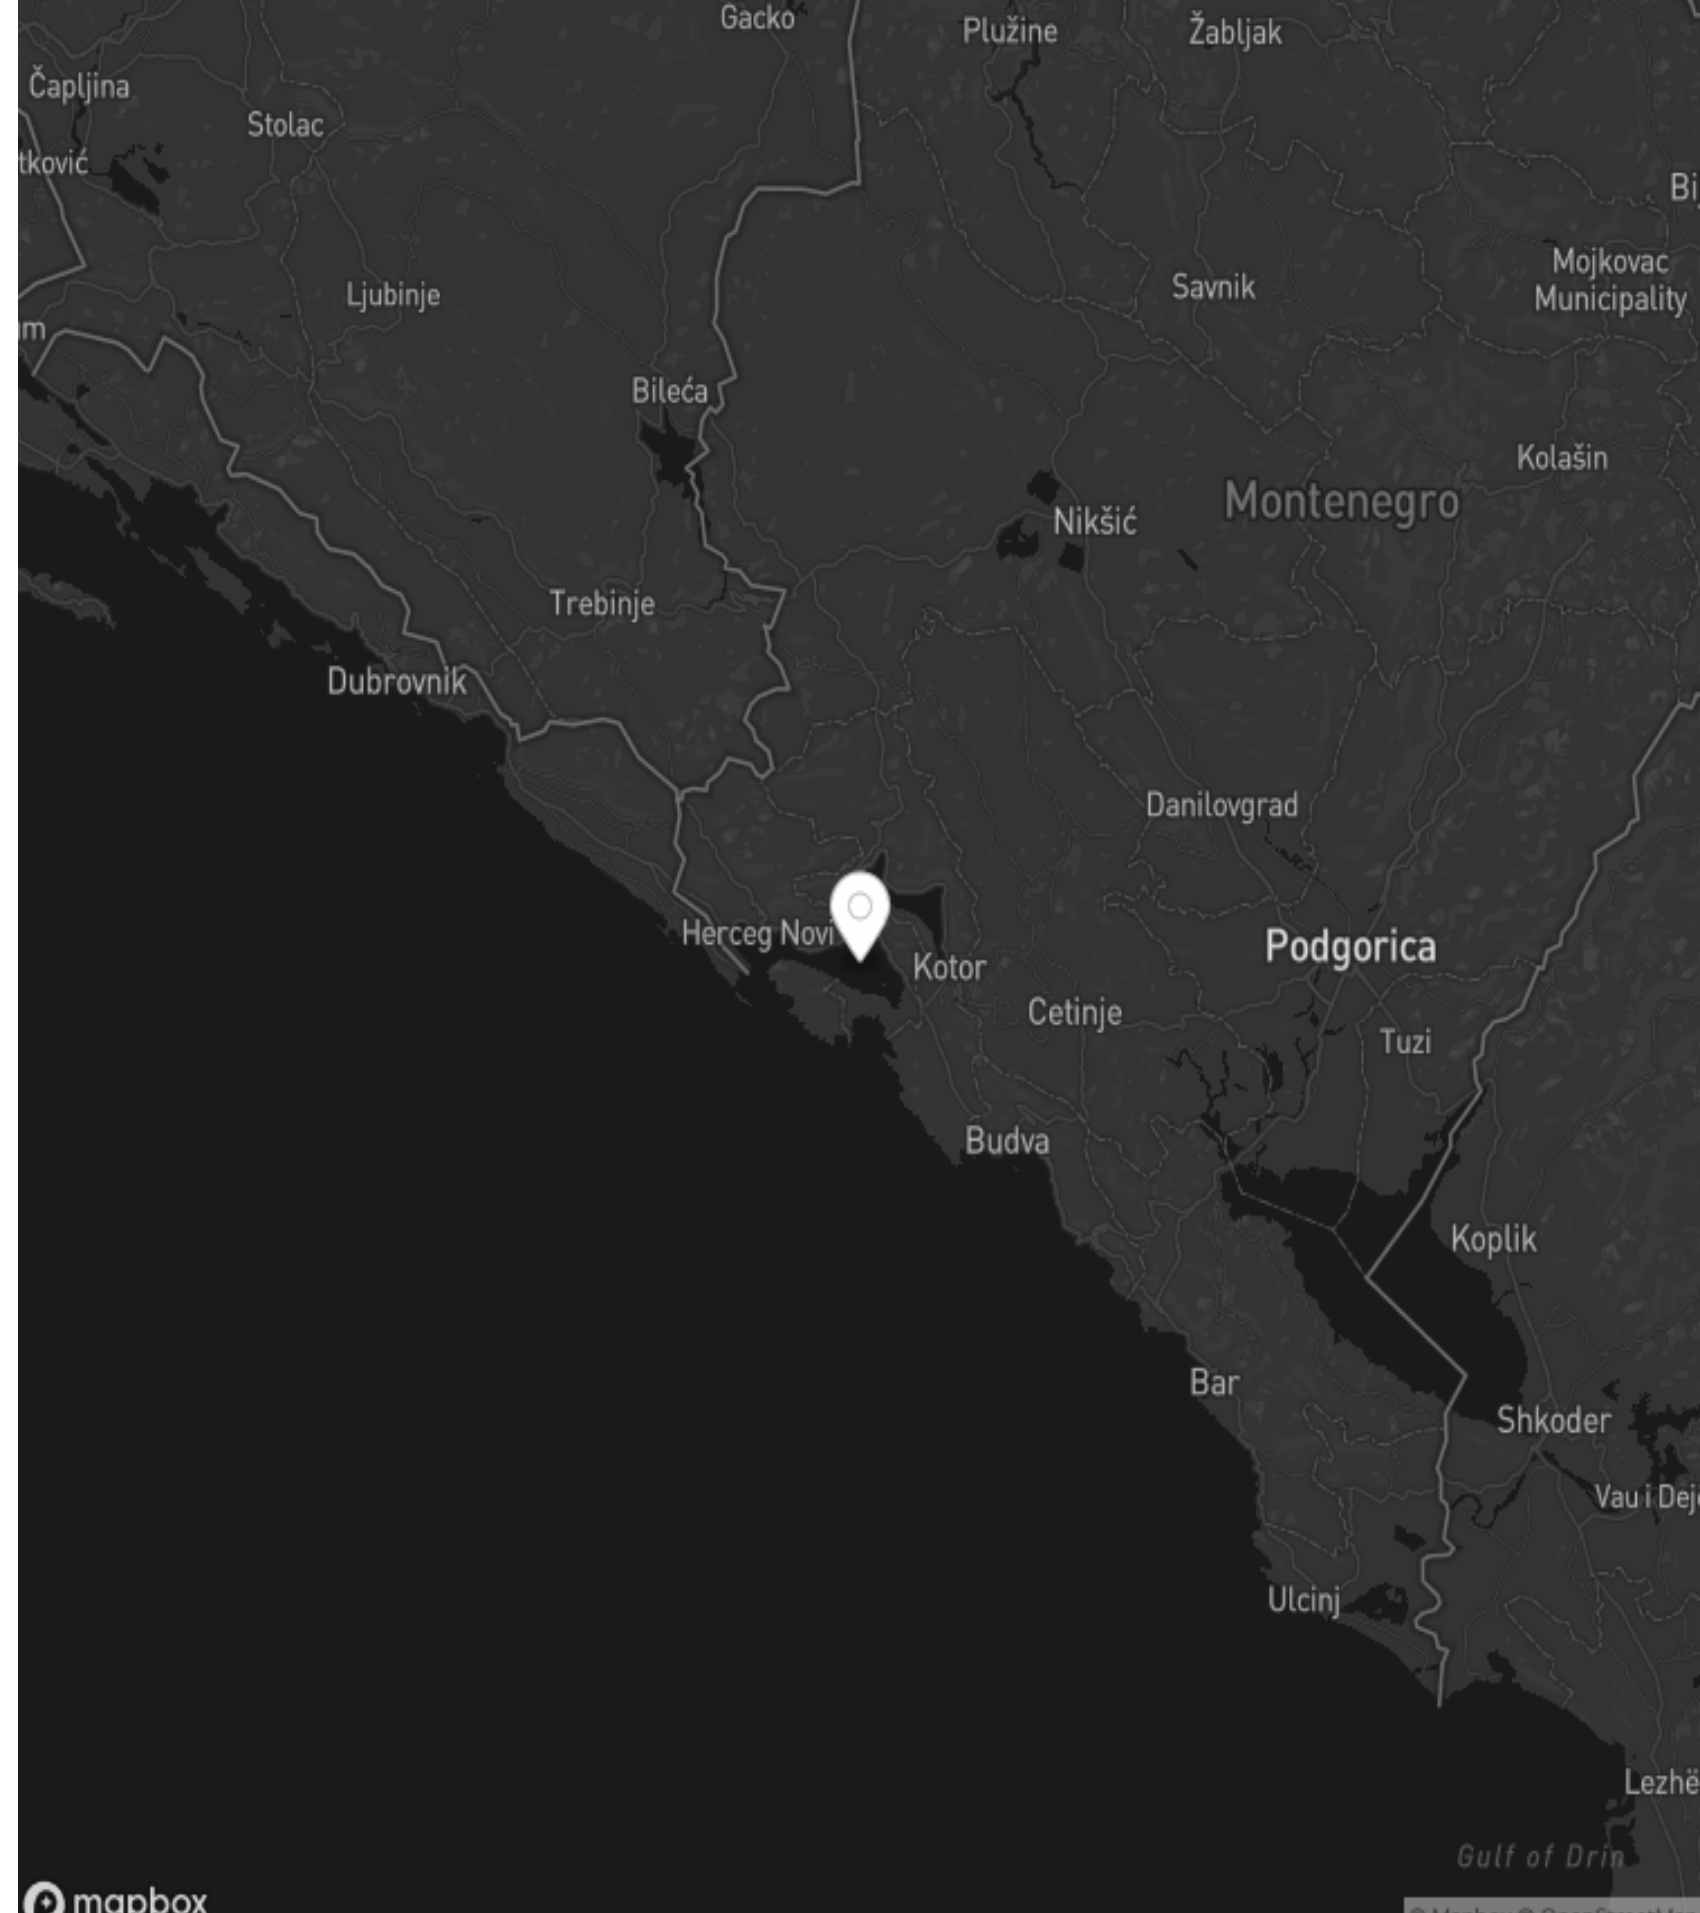 Gacko
Plužine
Žabljak
Čapljina
Stolac
tković
Mojkovac
Municipality
Savnik
Ljubinje
Bileća
Kolašin
Montenegro
Nikšić
Trebinje
Dubrovnik
Danilovgrad
Herceg Novi
Podgorica
Kotor
Cetinje
Tuzi
Budva
Koplik
Bar
Shkoder
Vau i Dej
Ulcinj
Lezhë
Gulf of Drin
mapbox